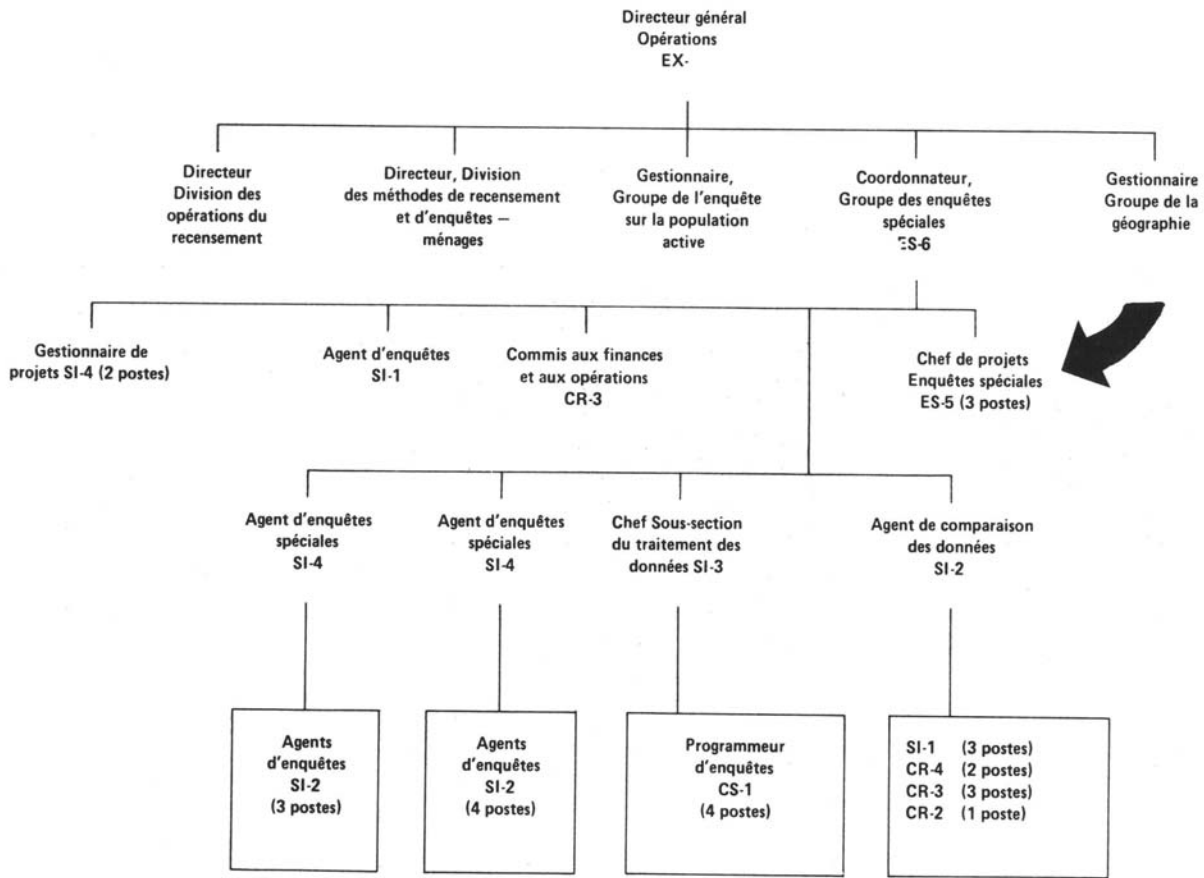 Directeur général
Opérations
EX-
Directeur
Division des
opérations du
recensement
Directeur, Division
des méthodes de recensement
et d'enquêtes —
ménages
Gestionnaire,
Groupe de l'enquête
sur la population
active
Coordonnateur,
Groupe des enquêtes
spéciales
ES-6
Gestionnaire
Groupe de la
géographie
Gestionnaire de
projets SI-4 (2 postes)
Agent d'enquêtes
SI-1
Commis aux finances
et aux opérations
CR-3
Chef de projets
Enquêtes spéciales
ES-5 (3 postes)
Agent d'enquêtes
spéciales
SI-4
Agent d'enquêtes
spéciales
SI-4
Chef Sous-section
du traitement des
données SI-3
Agent de comparaison
des données
SI-2
Agents
d'enquêtes
SI-2
(3 postes)
Agents
d'enquêtes
SI-2
(4 postes)
Programmeur
d'enquêtes
CS-1
(4 postes)
SI-1 (3 postes)
CR-4 (2 postes)
CR-3 (3 postes)
CR-2 (1 poste)